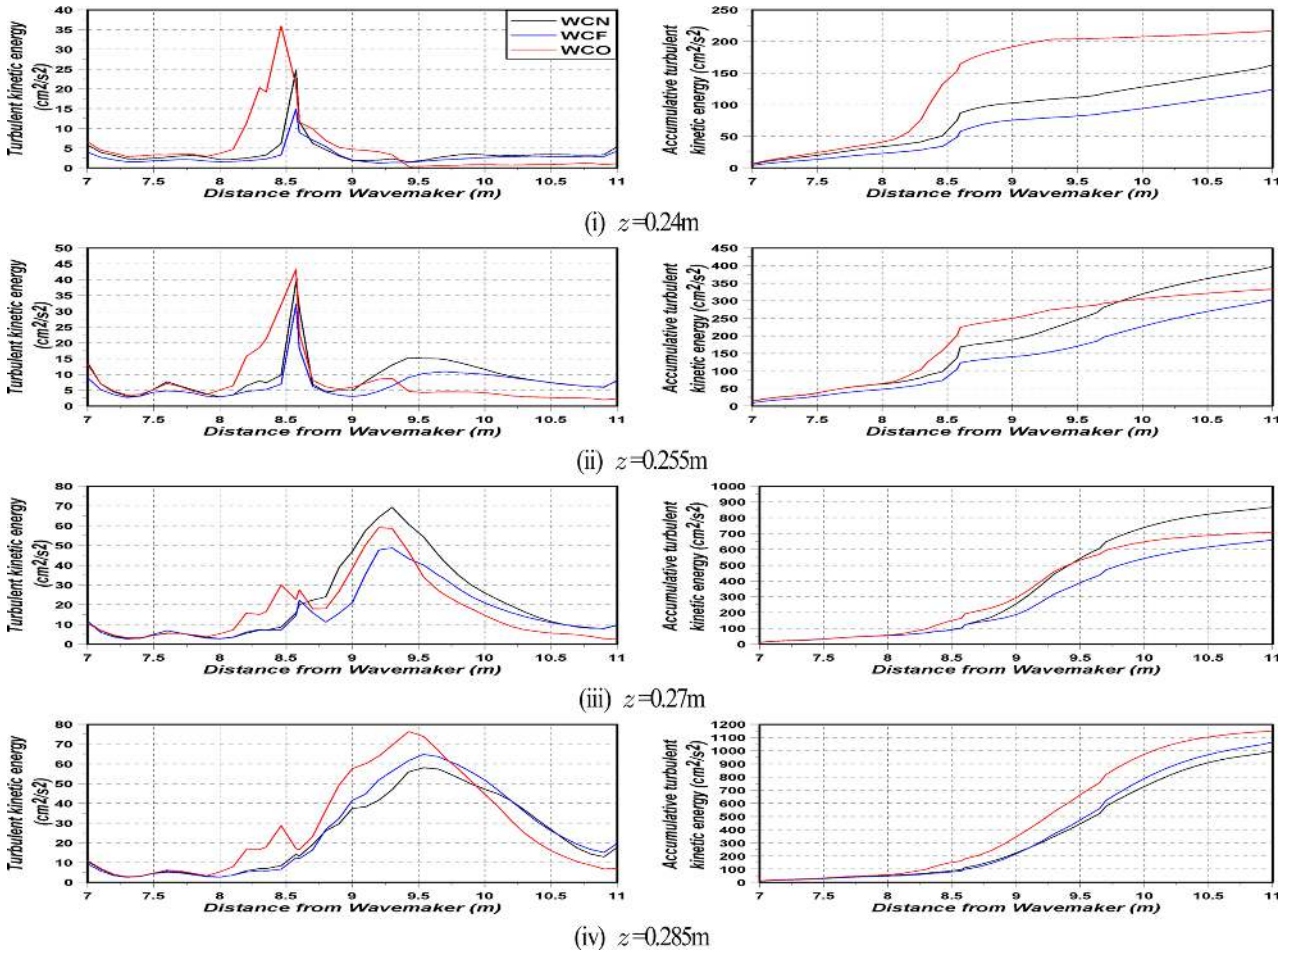 Turbulent kinetic energy
(cm2/s2)
40
35
30
25
20
15
10
5
0
WCN
WCF
WCO
7 7.5 8 8.5 9 9.5 10 10.5 11
Distance from Wavemaker (m)
Accumulative turbulent
kinetic energy (cm2/s2)
250
200
150
100
50
0
7 7.5 8 8.5 9 9.5 10 10.5 11
Distance from Wavemaker (m)
(i) z=0.24m
Turbulent kinetic energy
(cm2/s2)
50
45
40
35
30
25
20
15
10
5
0
7 7.5 8 8.5 9 9.5 10 10.5 11
Distance from Wavemaker (m)
Accumulative turbulent
kinetic energy (cm2/s2)
450
400
350
300
250
200
150
100
50
0
7 7.5 8 8.5 9 9.5 10 10.5 11
Distance from Wavemaker (m)
(ii) z=0.255m
Turbulent kinetic energy
(cm2/s2)
80
70
60
50
40
30
20
10
0
7 7.5 8 8.5 9 9.5 10 10.5 11
Distance from Wavemaker (m)
Accumulative turbulent
kinetic energy (cm2/s2)
1000
900
800
700
600
500
400
300
200
100
0
7 7.5 8 8.5 9 9.5 10 10.5 11
Distance from Wavemaker (m)
(iii) z=0.27m
Turbulent kinetic energy
(cm2/s2)
80
70
60
50
40
30
20
10
0
7 7.5 8 8.5 9 9.5 10 10.5 11
Distance from Wavemaker (m)
Accumulative turbulent
kinetic energy (cm2/s2)
1200
1100
1000
900
800
700
600
500
400
300
200
100
0
7 7.5 8 8.5 9 9.5 10 10.5 11
Distance from Wavemaker (m)
(iv) z=0.285m